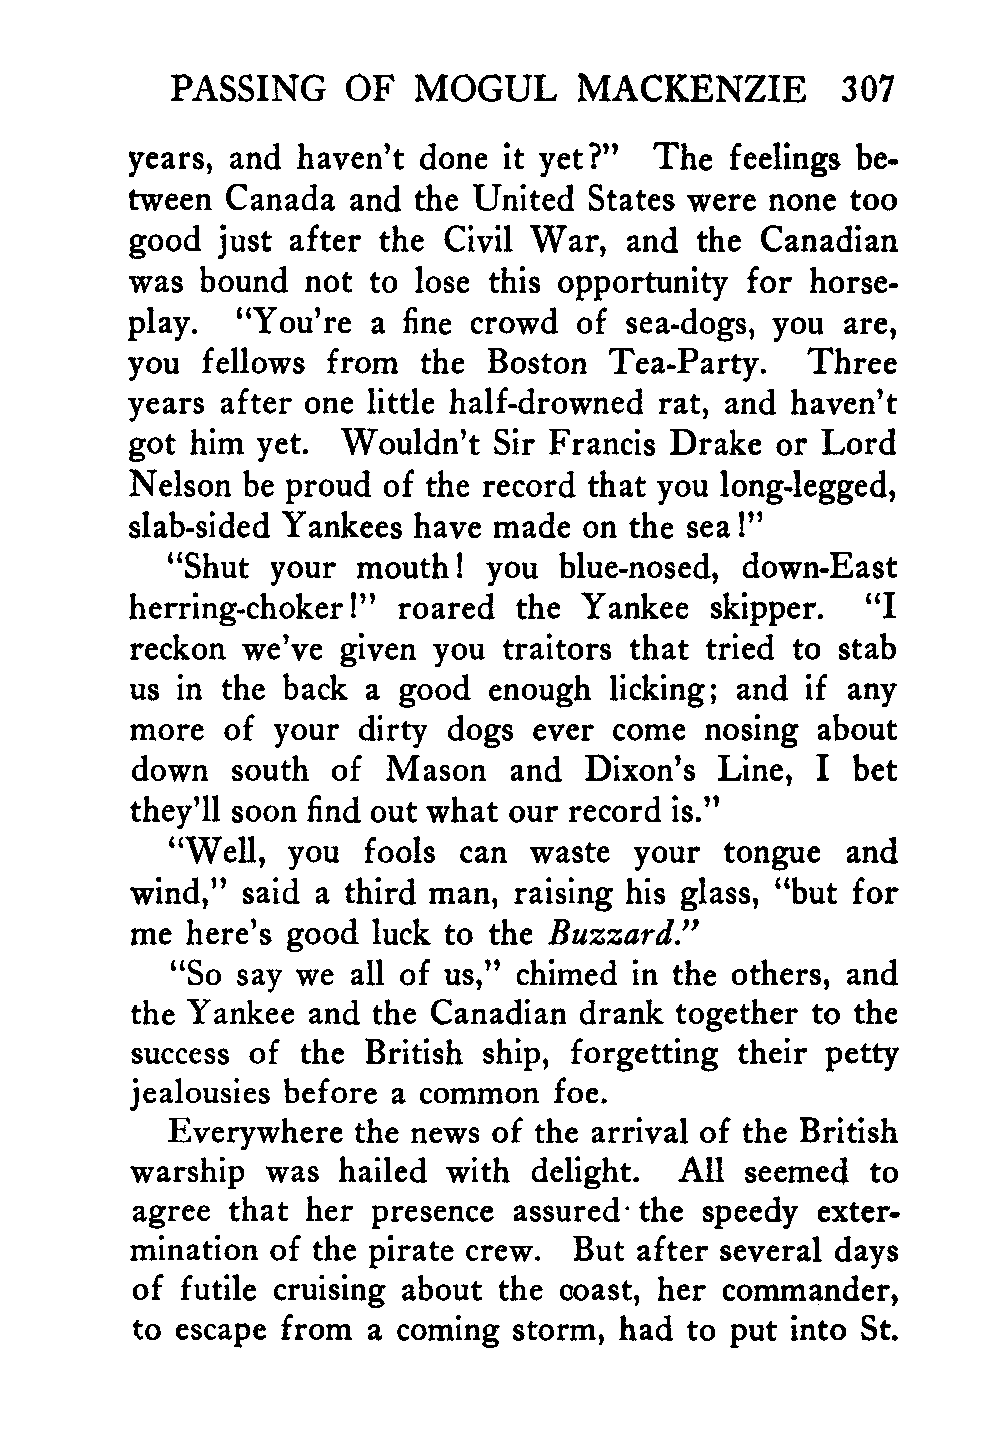 PASSING OF MOGUL MACKENZIE 307
years, and haven't done it yet?" The feelings be-
tween Canada and the United States were none too
good just after the Civil War, and the Canadian
was bound not to lose this opportunity for horse-
play. "You're a fine crowd of sea-dogs, you are,
you fellows from the Boston Tea-Party. Three
years after one little half-drowned rat, and haven't
got him yet. Wouldn't Sir Francis Drake or Lord
Nelson be proud of the record that you long-legged,
slab-sided Yankees have made on the sea!"
"Shut your mouth! you blue-nosed, down-East
herring-choker!" roared the Yankee skipper. "I
reckon we've given you traitors that tried to stab
us in the back a good enough licking; and if any
more of your dirty dogs ever come nosing about
down south of Mason and Dixon's Line, I bet
they'll soon find out what our record is."
"Well, you fools can waste your tongue and
wind," said a third man, raising his glass, "but for
me here's good luck to the Buzzard."
"So say we all of us," chimed in the others, and
the Yankee and the Canadian drank together to the
success of the British ship, forgetting their petty
jealousies before a common foe.
Everywhere the news of the arrival of the British
warship was hailed with delight. All seemed to
agree that her presence assured the speedy exter-
mination of the pirate crew. But after several days
of futile cruising about the coast, her commander,
to escape from a coming storm, had to put into St.